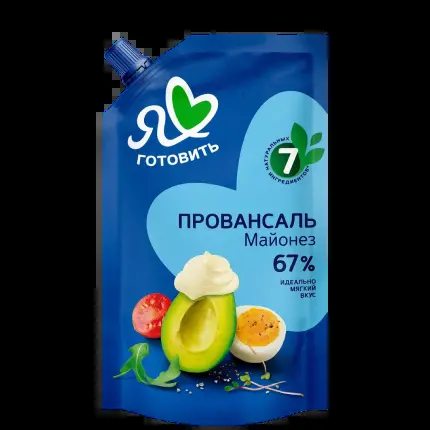 Я
ГОТОВИТЬ
7
НАТУРАЛЬНЫХ
ИНГРЕДИЕНТОВ
ПРОВАНСАЛЬ
Майонез
67%
ИДЕАЛЬНО
МЯГКИЙ
ВКУС